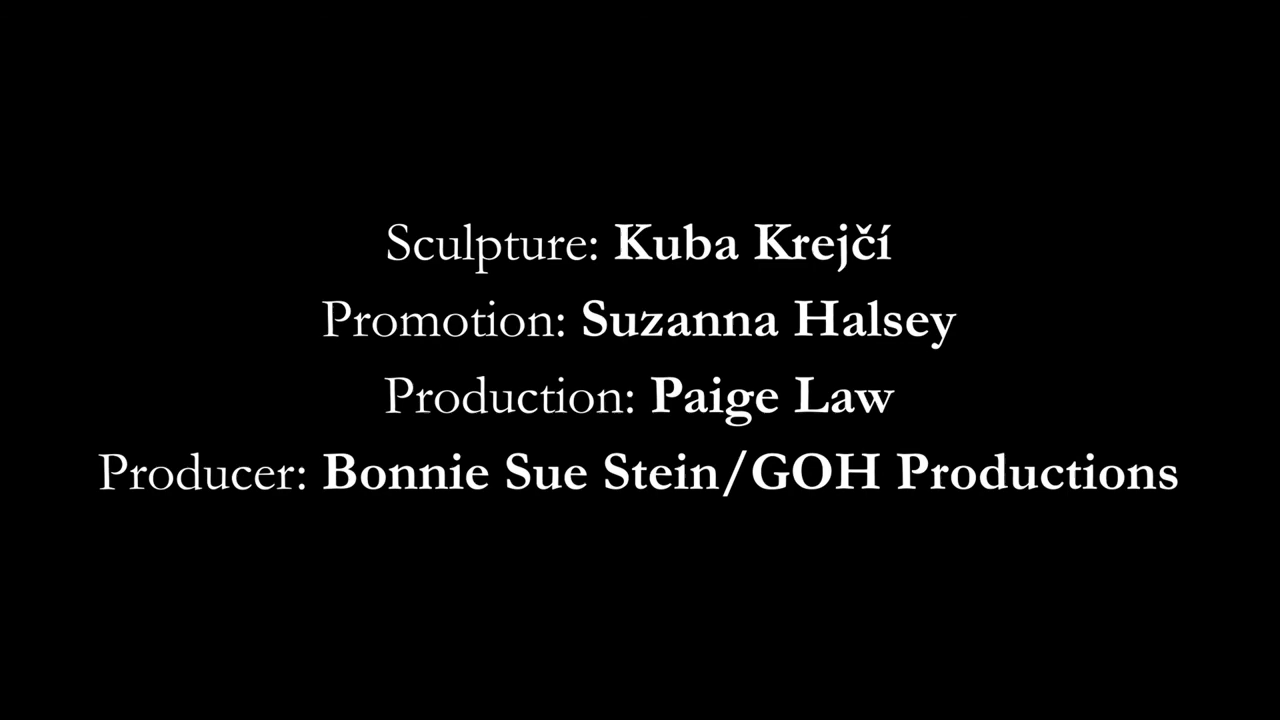 Sculpture: Kuba Krejčí
Promotion: Suzanna Halsey
Production: Paige Law
Producer: Bonnie Sue Stein/GOH Productions